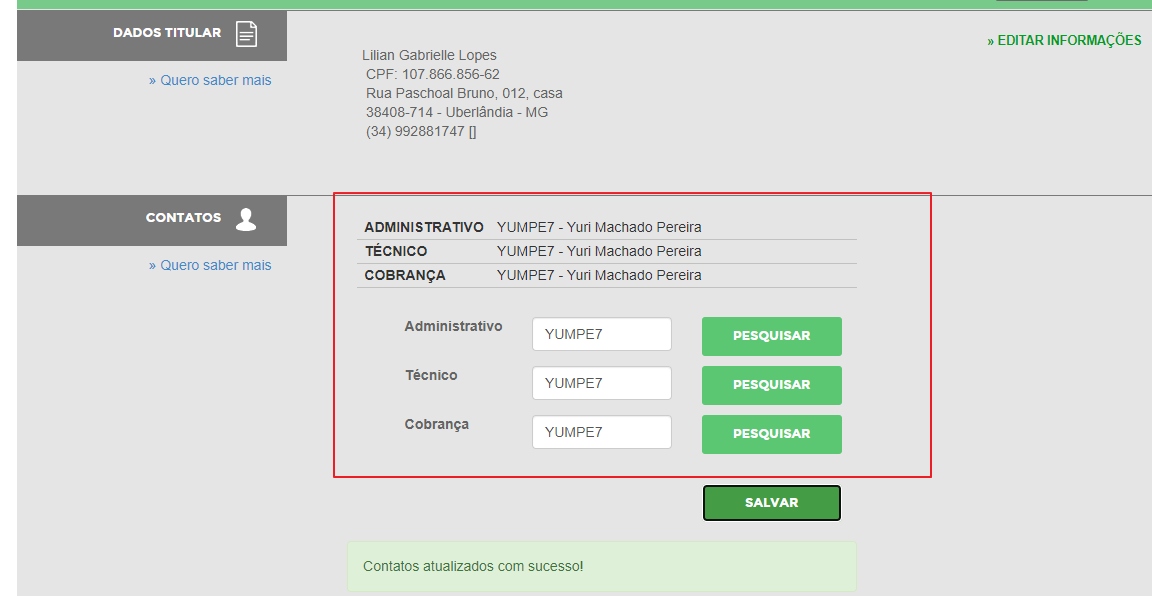 DADOS TITULAR
» Quero saber mais
Lilian Gabrielle Lopes
CPF: 107.866.856-62
Rua Paschoal Bruno, 012, casa
38408-714 - Uberlândia - MG
(34) 992881747 []
» EDITAR INFORMAÇÕES
CONTATOS
» Quero saber mais
ADMINISTRATIVO YUMPE7 - Yuri Machado Pereira
TÉCNICO YUMPE7 - Yuri Machado Pereira
COBRANÇA YUMPE7 - Yuri Machado Pereira
Administrativo YUMPE7 PESQUISAR
Técnico YUMPE7 PESQUISAR
Cobrança YUMPE7 PESQUISAR
SALVAR
Contatos atualizados com sucesso!